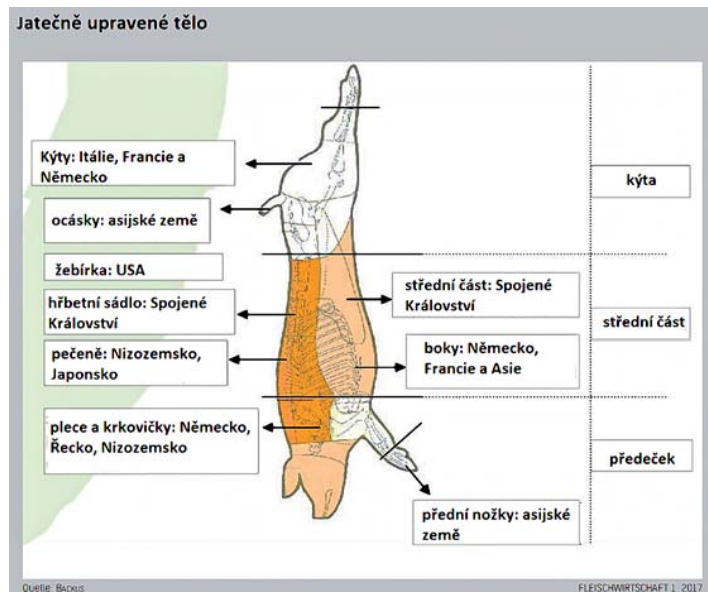 Jatečně upravené tělo
Kýty: Itálie, Francie a
Německo
ocásky: asijské země
žebírka: USA
hřbetní sádlo: Spojené
Království
pečeně: Nizozemsko,
Japonsko
plece a krkovičky: Německo,
Řecko, Nizozemsko
střední část: Spojené
Království
boky: Německo,
Francie a Asie
přední nožky: asijské
země
kýta
střední část
předeček
Quelle: BACKUS
FLEISCHWIRTSCHAFT 1_2017